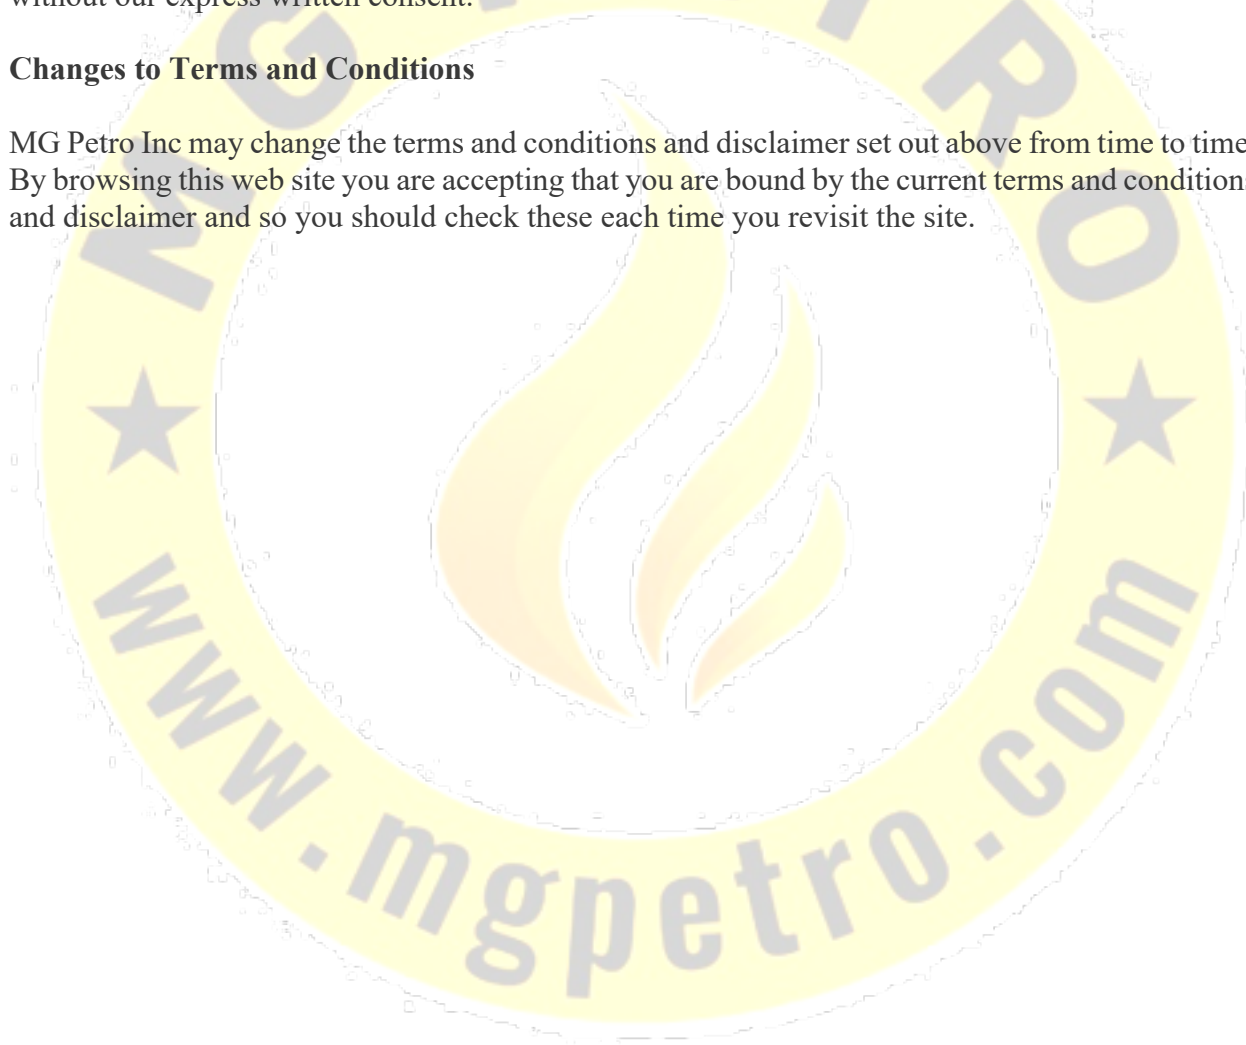 without our express written consent.
Changes to Terms and Conditions
MG Petro Inc may change the terms and conditions and disclaimer set out above from time to time
By browsing this web site you are accepting that you are bound by the current terms and conditions
and disclaimer and so you should check these each time you revisit the site.
MG
TRO
www.mgpetro.com